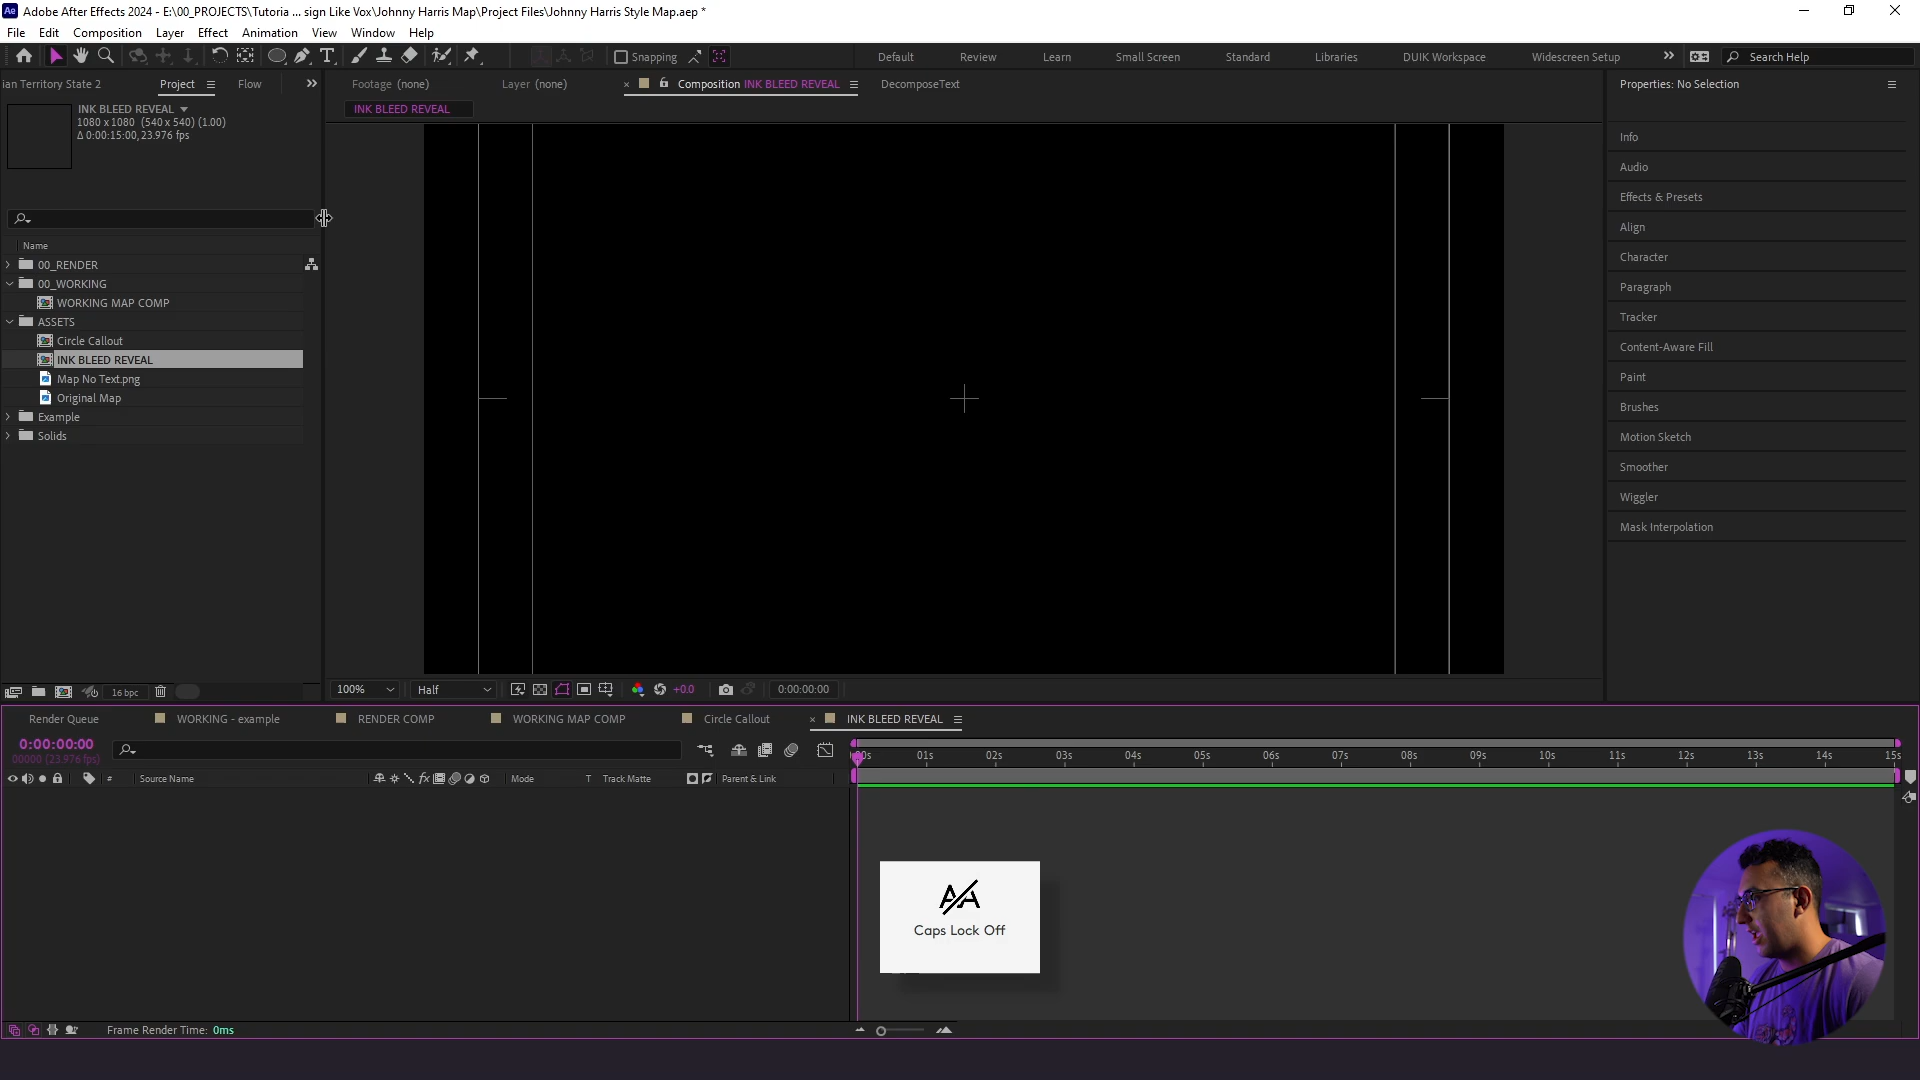 Ae Adobe After Effects 2024 - E:\00_PROJECTS\Tutoria ... sign Like Vox\Johnny Harris Map\Project Files\Johnny Harris Style Map.aep *
File Edit Composition Layer Effect Animation View Window Help
Snapping Default Review Learn Small Screen Standard Libraries DUIK Workspace Widescreen Setup Search Help
ian Territory State 2 Project Flow Footage (none) Layer (none) Composition INK BLEED REVEAL DecomposeText Properties: No Selection
INK BLEED REVEAL
1080 x 1080 (540 x 540) (1.00)
Δ 0:00:15:00, 23.976 fps
INK BLEED REVEAL
Name
00_RENDER
00_WORKING
WORKING MAP COMP
ASSETS
Circle Callout
INK BLEED REVEAL
Map No Text.png
Original Map
Example
Solids
Info
Audio
Effects & Presets
Align
Character
Paragraph
Tracker
Content-Aware Fill
Paint
Brushes
Motion Sketch
Smoother
Wiggler
Mask Interpolation
16 bpc 100% Half +0.0 0:00:00:00
Render Queue WORKING - example RENDER COMP WORKING MAP COMP Circle Callout INK BLEED REVEAL
0:00:00:00
00000 (23.976 fps)
:00s 01s 02s 03s 04s 05s 06s 07s 08s 09s 10s 11s 12s 13s 14s 15s
# Source Name fx Mode T Track Matte Parent & Link
AA
Caps Lock Off
Frame Render Time: 0ms